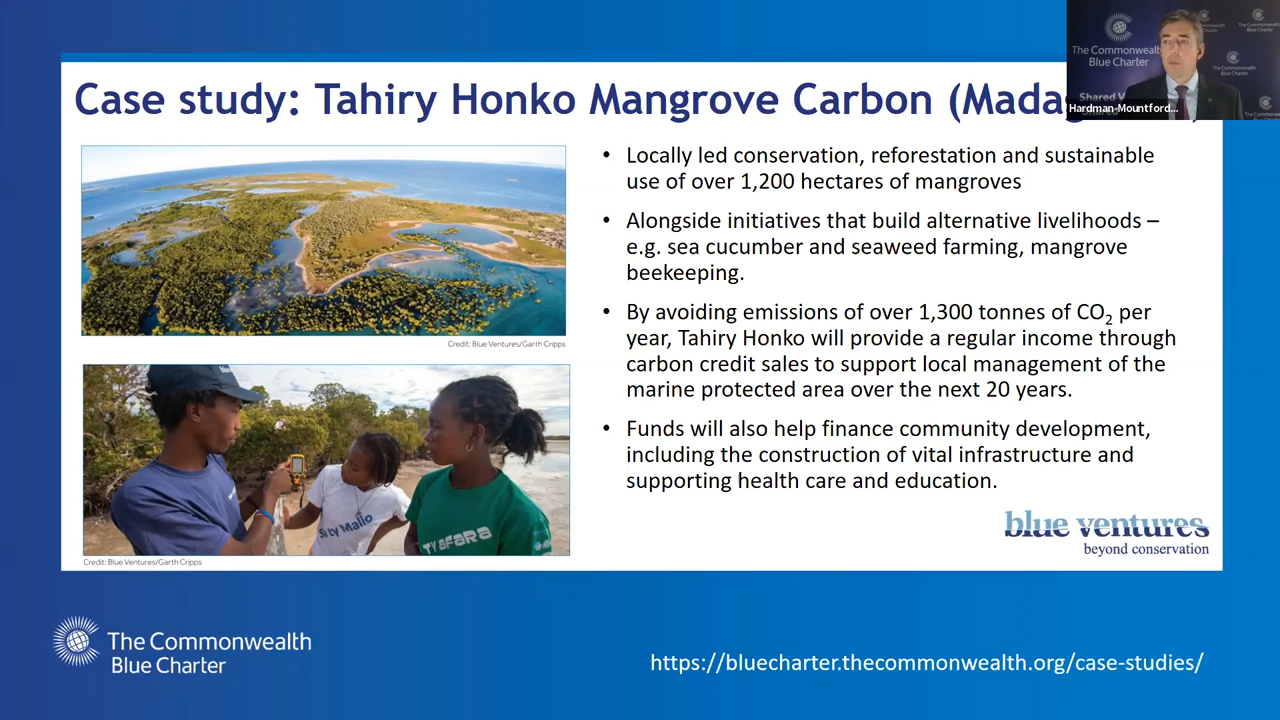 Case study: Tahiry Honko Mangrove Carbon (Mada
The Commonwealth
Blue Charter
Hardman-Mountford...
• Locally led conservation, reforestation and sustainable
use of over 1,200 hectares of mangroves
• Alongside initiatives that build alternative livelihoods –
e.g. sea cucumber and seaweed farming, mangrove
beekeeping.
• By avoiding emissions of over 1,300 tonnes of CO₂ per
year, Tahiry Honko will provide a regular income through
carbon credit sales to support local management of the
marine protected area over the next 20 years.
• Funds will also help finance community development,
including the construction of vital infrastructure and
supporting health care and education.
Credit: Blue Ventures/Garth Cripps
Credit: Blue Ventures/Garth Cripps
blue ventures
beyond conservation
The Commonwealth
Blue Charter
https://bluecharter.thecommonwealth.org/case-studies/